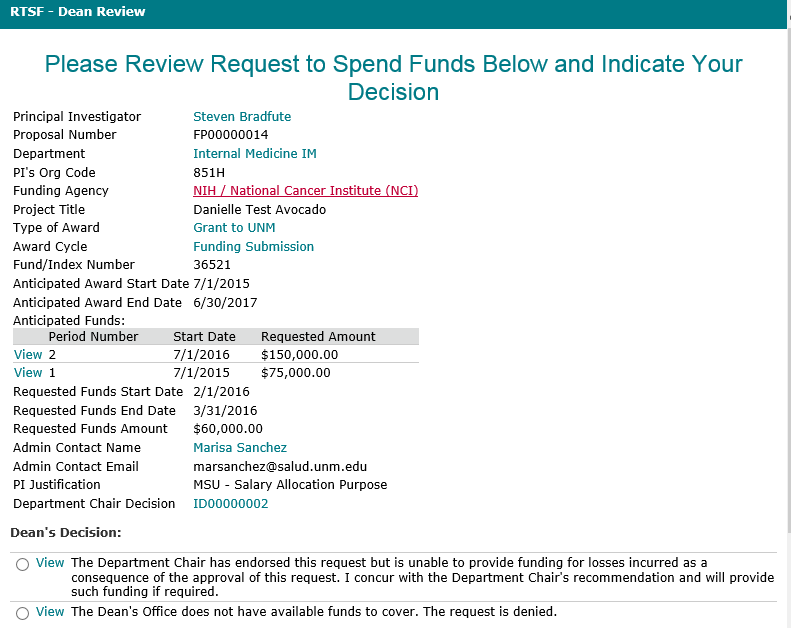 RTSF - Dean Review
Please Review Request to Spend Funds Below and Indicate Your
Decision
Principal Investigator Steven Bradfute
Proposal Number FP00000014
Department Internal Medicine IM
PI's Org Code 851H
Funding Agency NIH / National Cancer Institute (NCI)
Project Title Danielle Test Avocado
Type of Award Grant to UNM
Award Cycle Funding Submission
Fund/Index Number 36521
Anticipated Award Start Date 7/1/2015
Anticipated Award End Date 6/30/2017
Anticipated Funds:
Period Number Start Date Requested Amount
View 2 7/1/2016 $150,000.00
View 1 7/1/2015 $75,000.00
Requested Funds Start Date 2/1/2016
Requested Funds End Date 3/31/2016
Requested Funds Amount $60,000.00
Admin Contact Name Marisa Sanchez
Admin Contact Email marsanchez@salud.unm.edu
PI Justification MSU - Salary Allocation Purpose
Department Chair Decision ID00000002
Dean's Decision:
View The Department Chair has endorsed this request but is unable to provide funding for losses incurred as a
consequence of the approval of this request. I concur with the Department Chair's recommendation and will provide
such funding if required.
View The Dean's Office does not have available funds to cover. The request is denied.